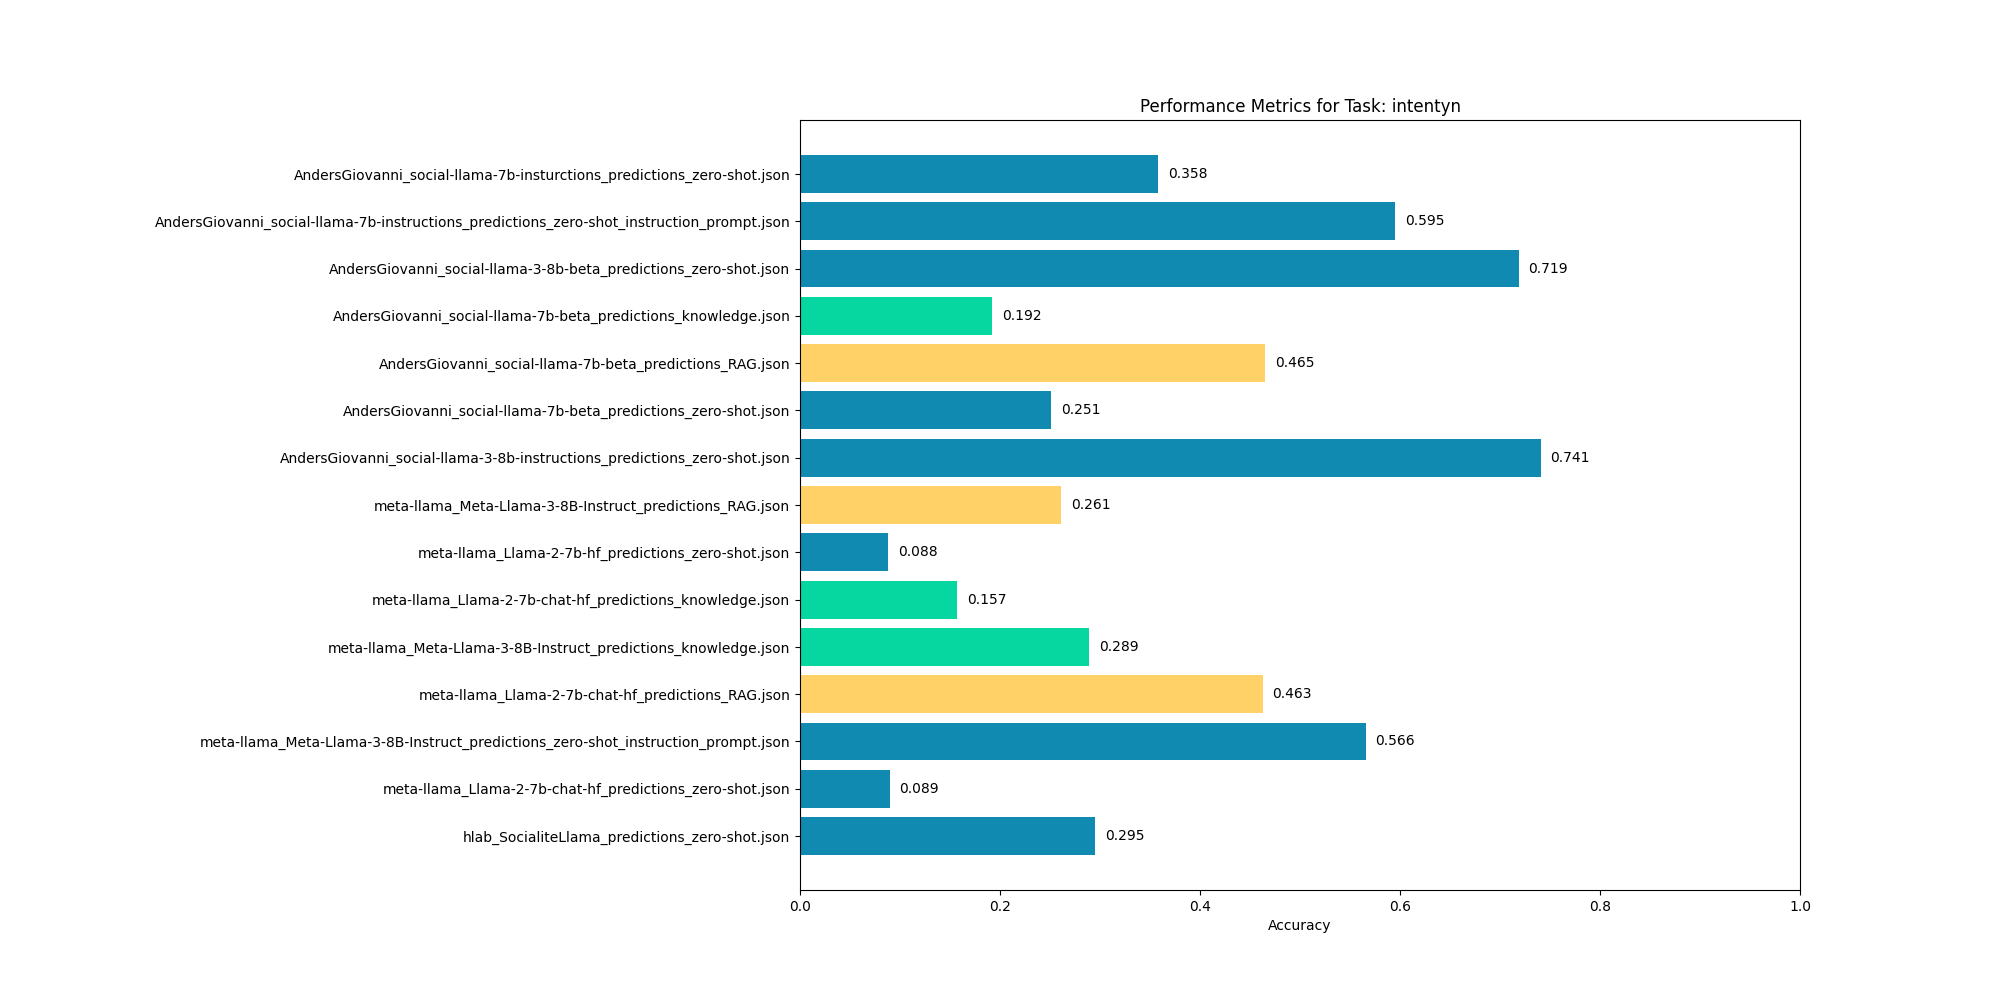 Performance Metrics for Task: intentyn
AndersGiovanni_social-llama-7b-insturctions_predictions_zero-shot.json 0.358
AndersGiovanni_social-llama-7b-instructions_predictions_zero-shot_instruction_prompt.json 0.595
AndersGiovanni_social-llama-3-8b-beta_predictions_zero-shot.json 0.719
AndersGiovanni_social-llama-7b-beta_predictions_knowledge.json 0.192
AndersGiovanni_social-llama-7b-beta_predictions_RAG.json 0.465
AndersGiovanni_social-llama-7b-beta_predictions_zero-shot.json 0.251
AndersGiovanni_social-llama-3-8b-instructions_predictions_zero-shot.json 0.741
meta-llama_Meta-Llama-3-8B-Instruct_predictions_RAG.json 0.261
meta-llama_Llama-2-7b-hf_predictions_zero-shot.json 0.088
meta-llama_Llama-2-7b-chat-hf_predictions_knowledge.json 0.157
meta-llama_Meta-Llama-3-8B-Instruct_predictions_knowledge.json 0.289
meta-llama_Llama-2-7b-chat-hf_predictions_RAG.json 0.463
meta-llama_Meta-Llama-3-8B-Instruct_predictions_zero-shot_instruction_prompt.json 0.566
meta-llama_Llama-2-7b-chat-hf_predictions_zero-shot.json 0.089
hlab_SocialiteLlama_predictions_zero-shot.json 0.295
0.0 0.2 0.4 0.6 0.8 1.0
Accuracy